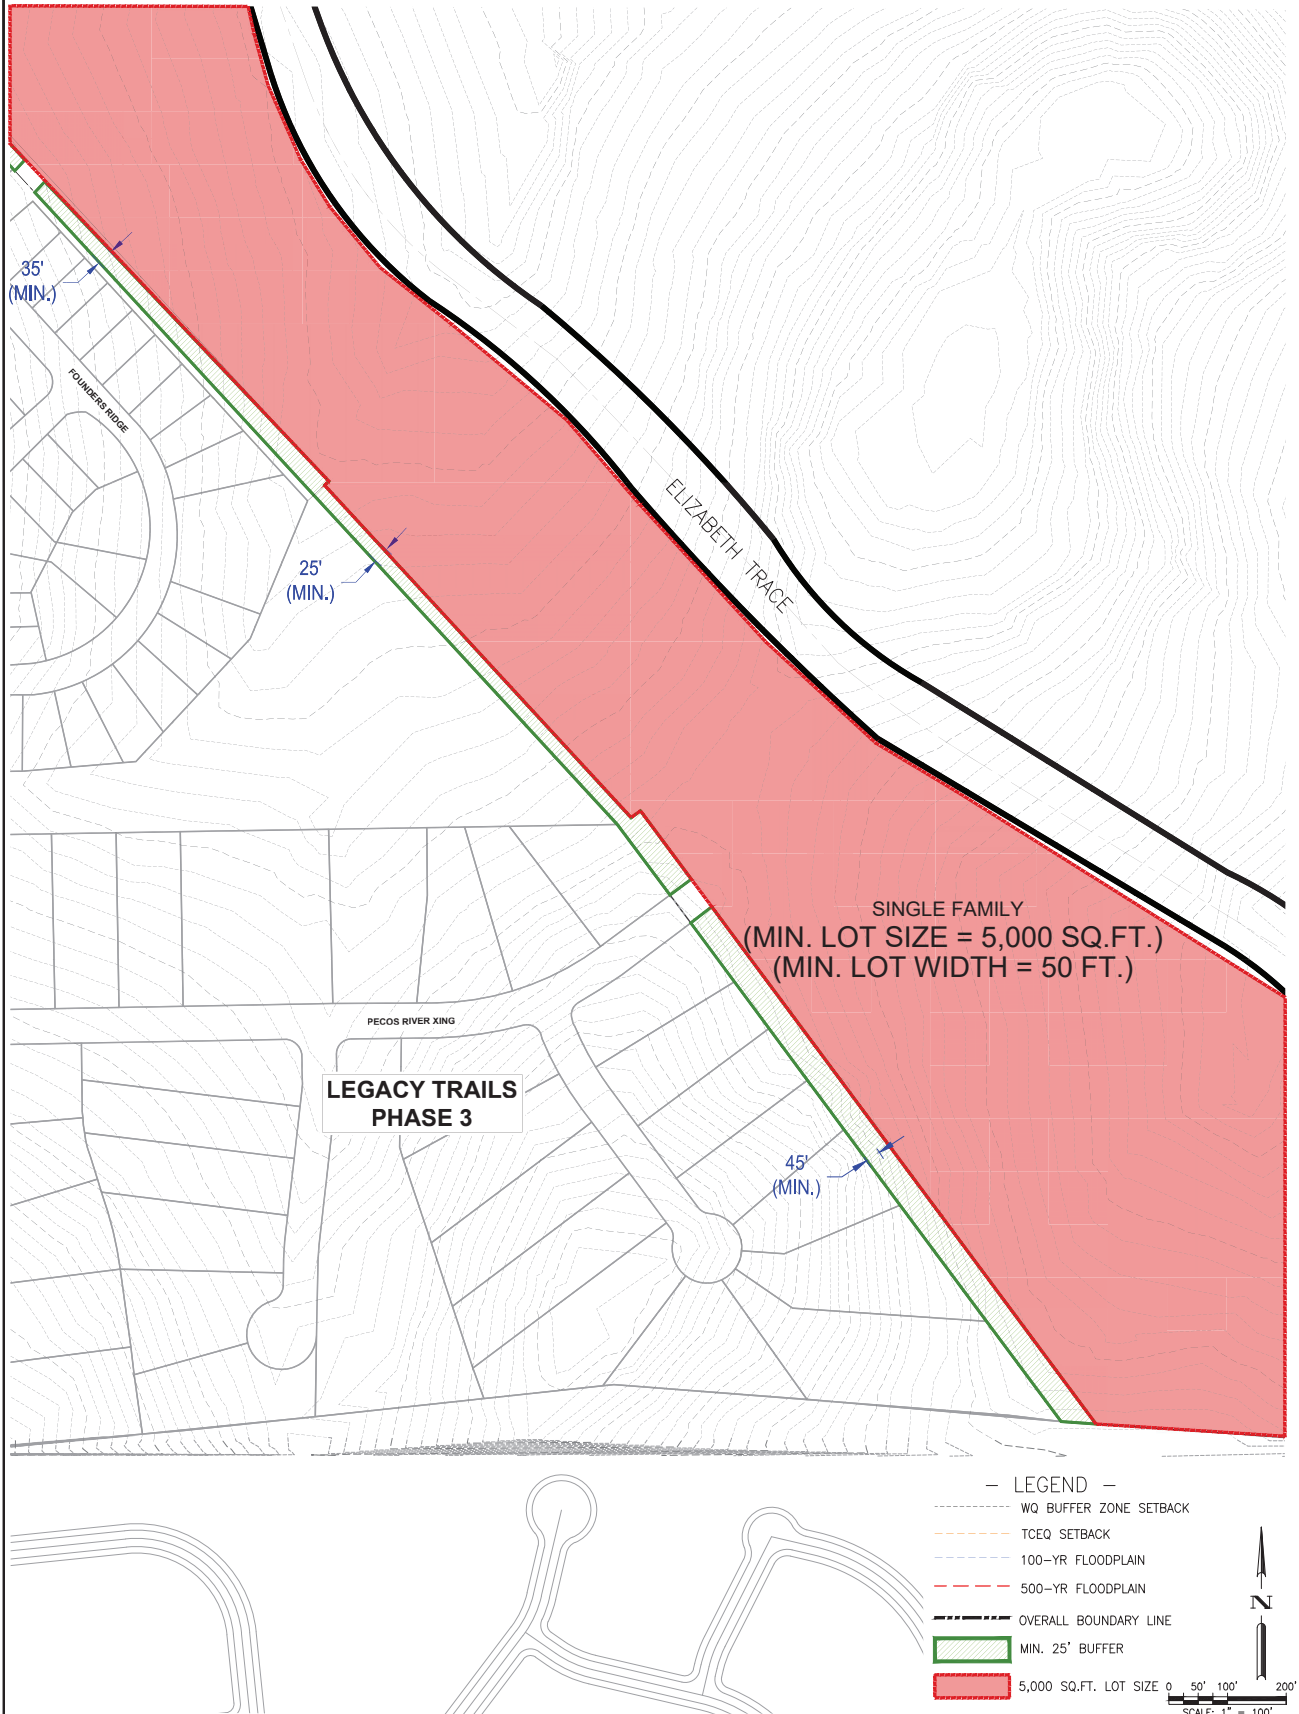 35'
(MIN.)
FOUNDERS RIDGE
25'
(MIN.)
ELIZABETH TRACE
SINGLE FAMILY
(MIN. LOT SIZE = 5,000 SQ.FT.)
(MIN. LOT WIDTH = 50 FT.)
PECOS RIVER XING
LEGACY TRAILS
PHASE 3
45'
(MIN.)
— LEGEND —
WQ BUFFER ZONE SETBACK
TCEQ SETBACK
100-YR FLOODPLAIN
500-YR FLOODPLAIN
OVERALL BOUNDARY LINE
MIN. 25' BUFFER
5,000 SQ.FT. LOT SIZE
N
0 50' 100' 200'
SCALE: 1" = 100'